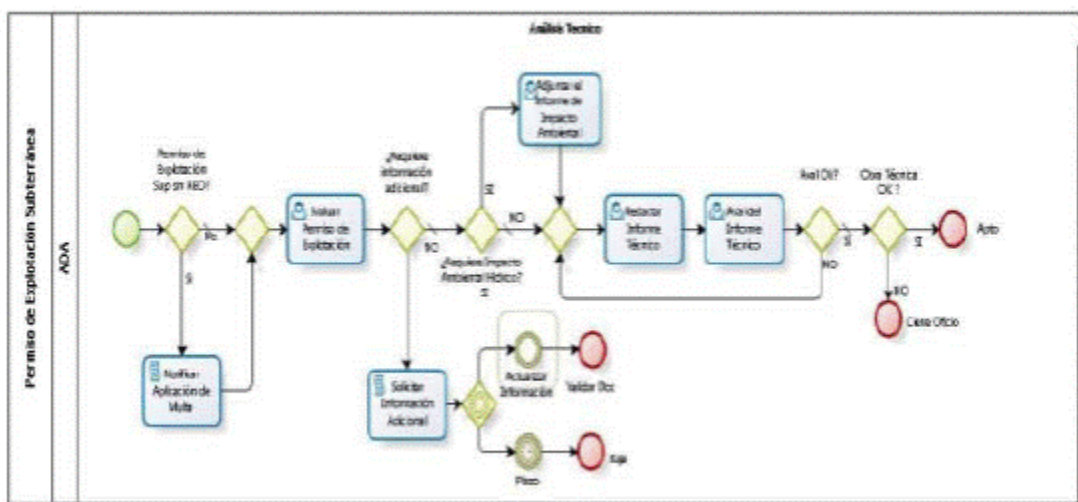 Análisis Tecnico
Permiso de Explotación Subterránea
ADA
Adjuntar el
Informe de
Impacto
Ambiental
Permiso de
Explotación
Sup sin
¿Requiere
información
adicional?
Aval OK?
Obra Técnica
OK ?
SI
No
Evaluar
Permiso de
Explotación
NO
NO
Redactar
Informe
Técnico
Aval del
Informe
Técnico
SI
SI
Apto
¿Requiere Impacto
Ambiental Hídrico?
SI
NO
SI
NO
Cierre Oficio
Notificar
Aplicación de
Multa
Solicitar
Información
Adicional
Actualizar
Información
Validar Doc
Plazo
Baja